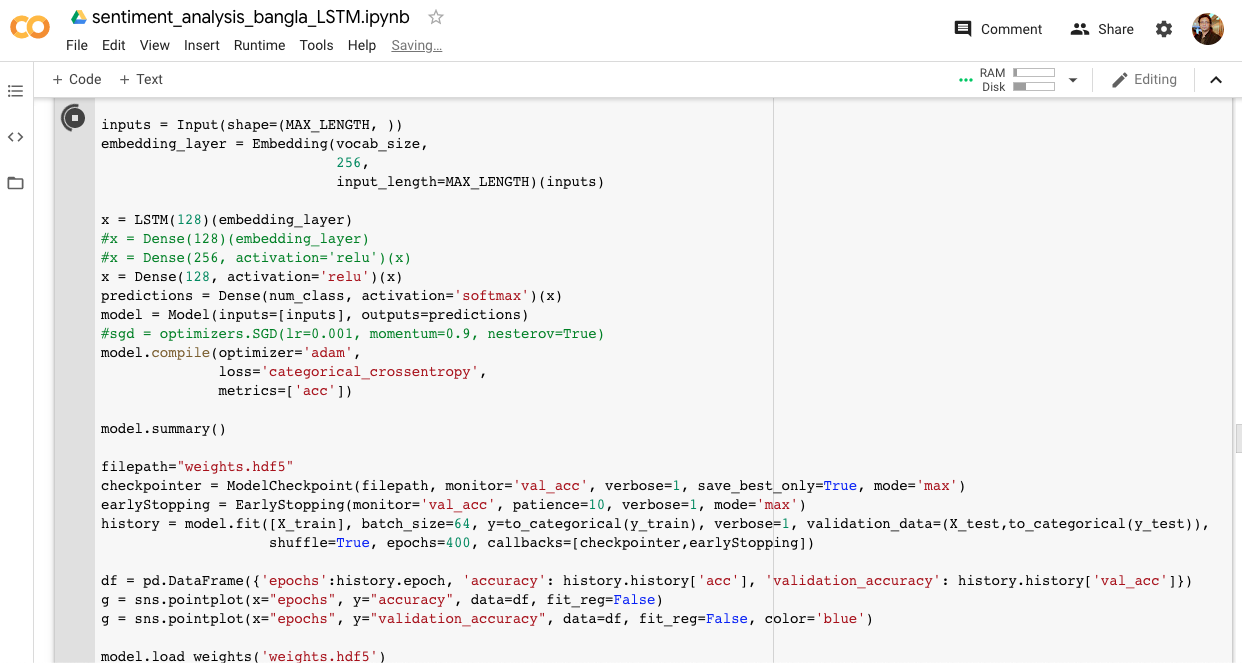 sentiment_analysis_bangla_LSTM.ipynb
File Edit View Insert Runtime Tools Help Saving...
Comment Share
+ Code + Text
RAM
Disk
Editing
inputs = Input(shape=(MAX_LENGTH, ))
embedding_layer = Embedding(vocab_size,
256,
input_length=MAX_LENGTH)(inputs)
x = LSTM(128)(embedding_layer)
#x = Dense(128)(embedding_layer)
#x = Dense(256, activation='relu')(x)
x = Dense(128, activation='relu')(x)
predictions = Dense(num_class, activation='softmax')(x)
model = Model(inputs=[inputs], outputs=predictions)
#sgd = optimizers.SGD(lr=0.001, momentum=0.9, nesterov=True)
model.compile(optimizer='adam',
loss='categorical_crossentropy',
metrics=['acc'])
model.summary()
filepath="weights.hdf5"
checkpointer = ModelCheckpoint(filepath, monitor='val_acc', verbose=1, save_best_only=True, mode='max')
earlyStopping = EarlyStopping(monitor='val_acc', patience=10, verbose=1, mode='max')
history = model.fit([X_train], batch_size=64, y=to_categorical(y_train), verbose=1, validation_data=(X_test,to_categorical(y_test)),
shuffle=True, epochs=400, callbacks=[checkpointer,earlyStopping])
df = pd.DataFrame({'epochs':history.epoch, 'accuracy': history.history['acc'], 'validation_accuracy': history.history['val_acc']})
g = sns.pointplot(x="epochs", y="accuracy", data=df, fit_reg=False)
g = sns.pointplot(x="epochs", y="validation_accuracy", data=df, fit_reg=False, color='blue')
model.load_weights('weights.hdf5')